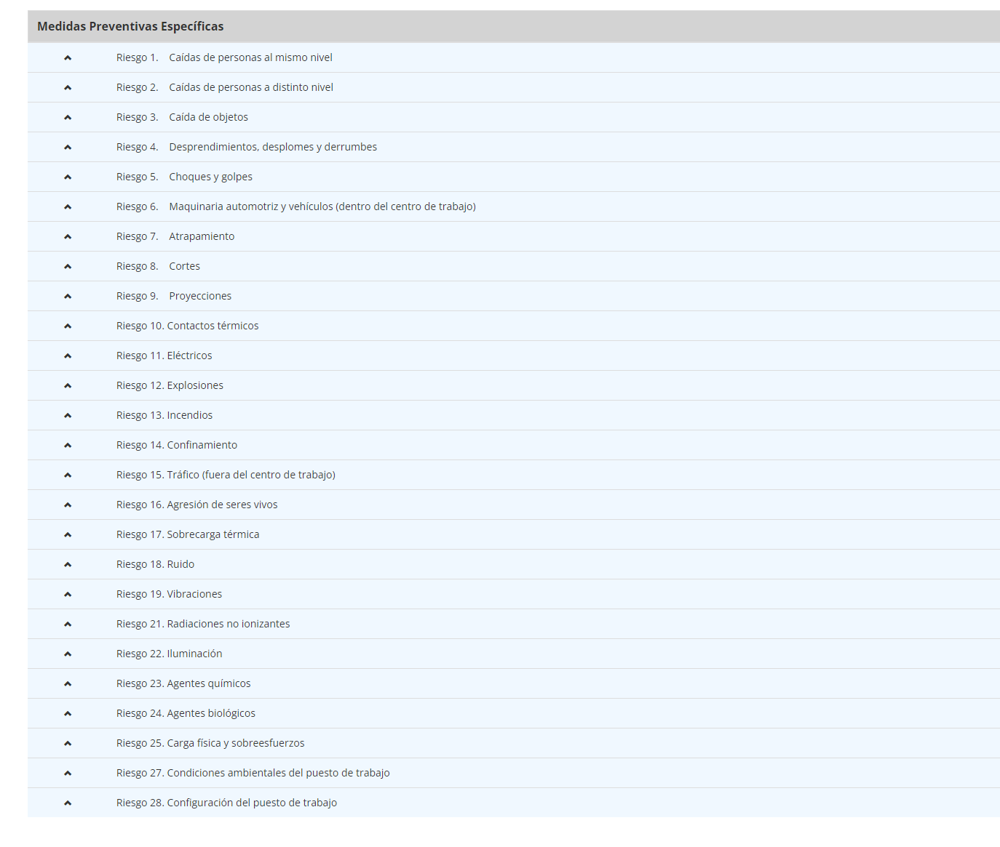 Medidas Preventivas Específicas
Riesgo 1. Caídas de personas al mismo nivel
Riesgo 2. Caídas de personas a distinto nivel
Riesgo 3. Caída de objetos
Riesgo 4. Desprendimientos, desplomes y derrumbes
Riesgo 5. Choques y golpes
Riesgo 6. Maquinaria automotriz y vehículos (dentro del centro de trabajo)
Riesgo 7. Atrapamiento
Riesgo 8. Cortes
Riesgo 9. Proyecciones
Riesgo 10. Contactos térmicos
Riesgo 11. Eléctricos
Riesgo 12. Explosiones
Riesgo 13. Incendios
Riesgo 14. Confinamiento
Riesgo 15. Tráfico (fuera del centro de trabajo)
Riesgo 16. Agresión de seres vivos
Riesgo 17. Sobrecarga térmica
Riesgo 18. Ruido
Riesgo 19. Vibraciones
Riesgo 21. Radiaciones no ionizantes
Riesgo 22. Iluminación
Riesgo 23. Agentes químicos
Riesgo 24. Agentes biológicos
Riesgo 25. Carga física y sobreesfuerzos
Riesgo 27. Condiciones ambientales del puesto de trabajo
Riesgo 28. Configuración del puesto de trabajo